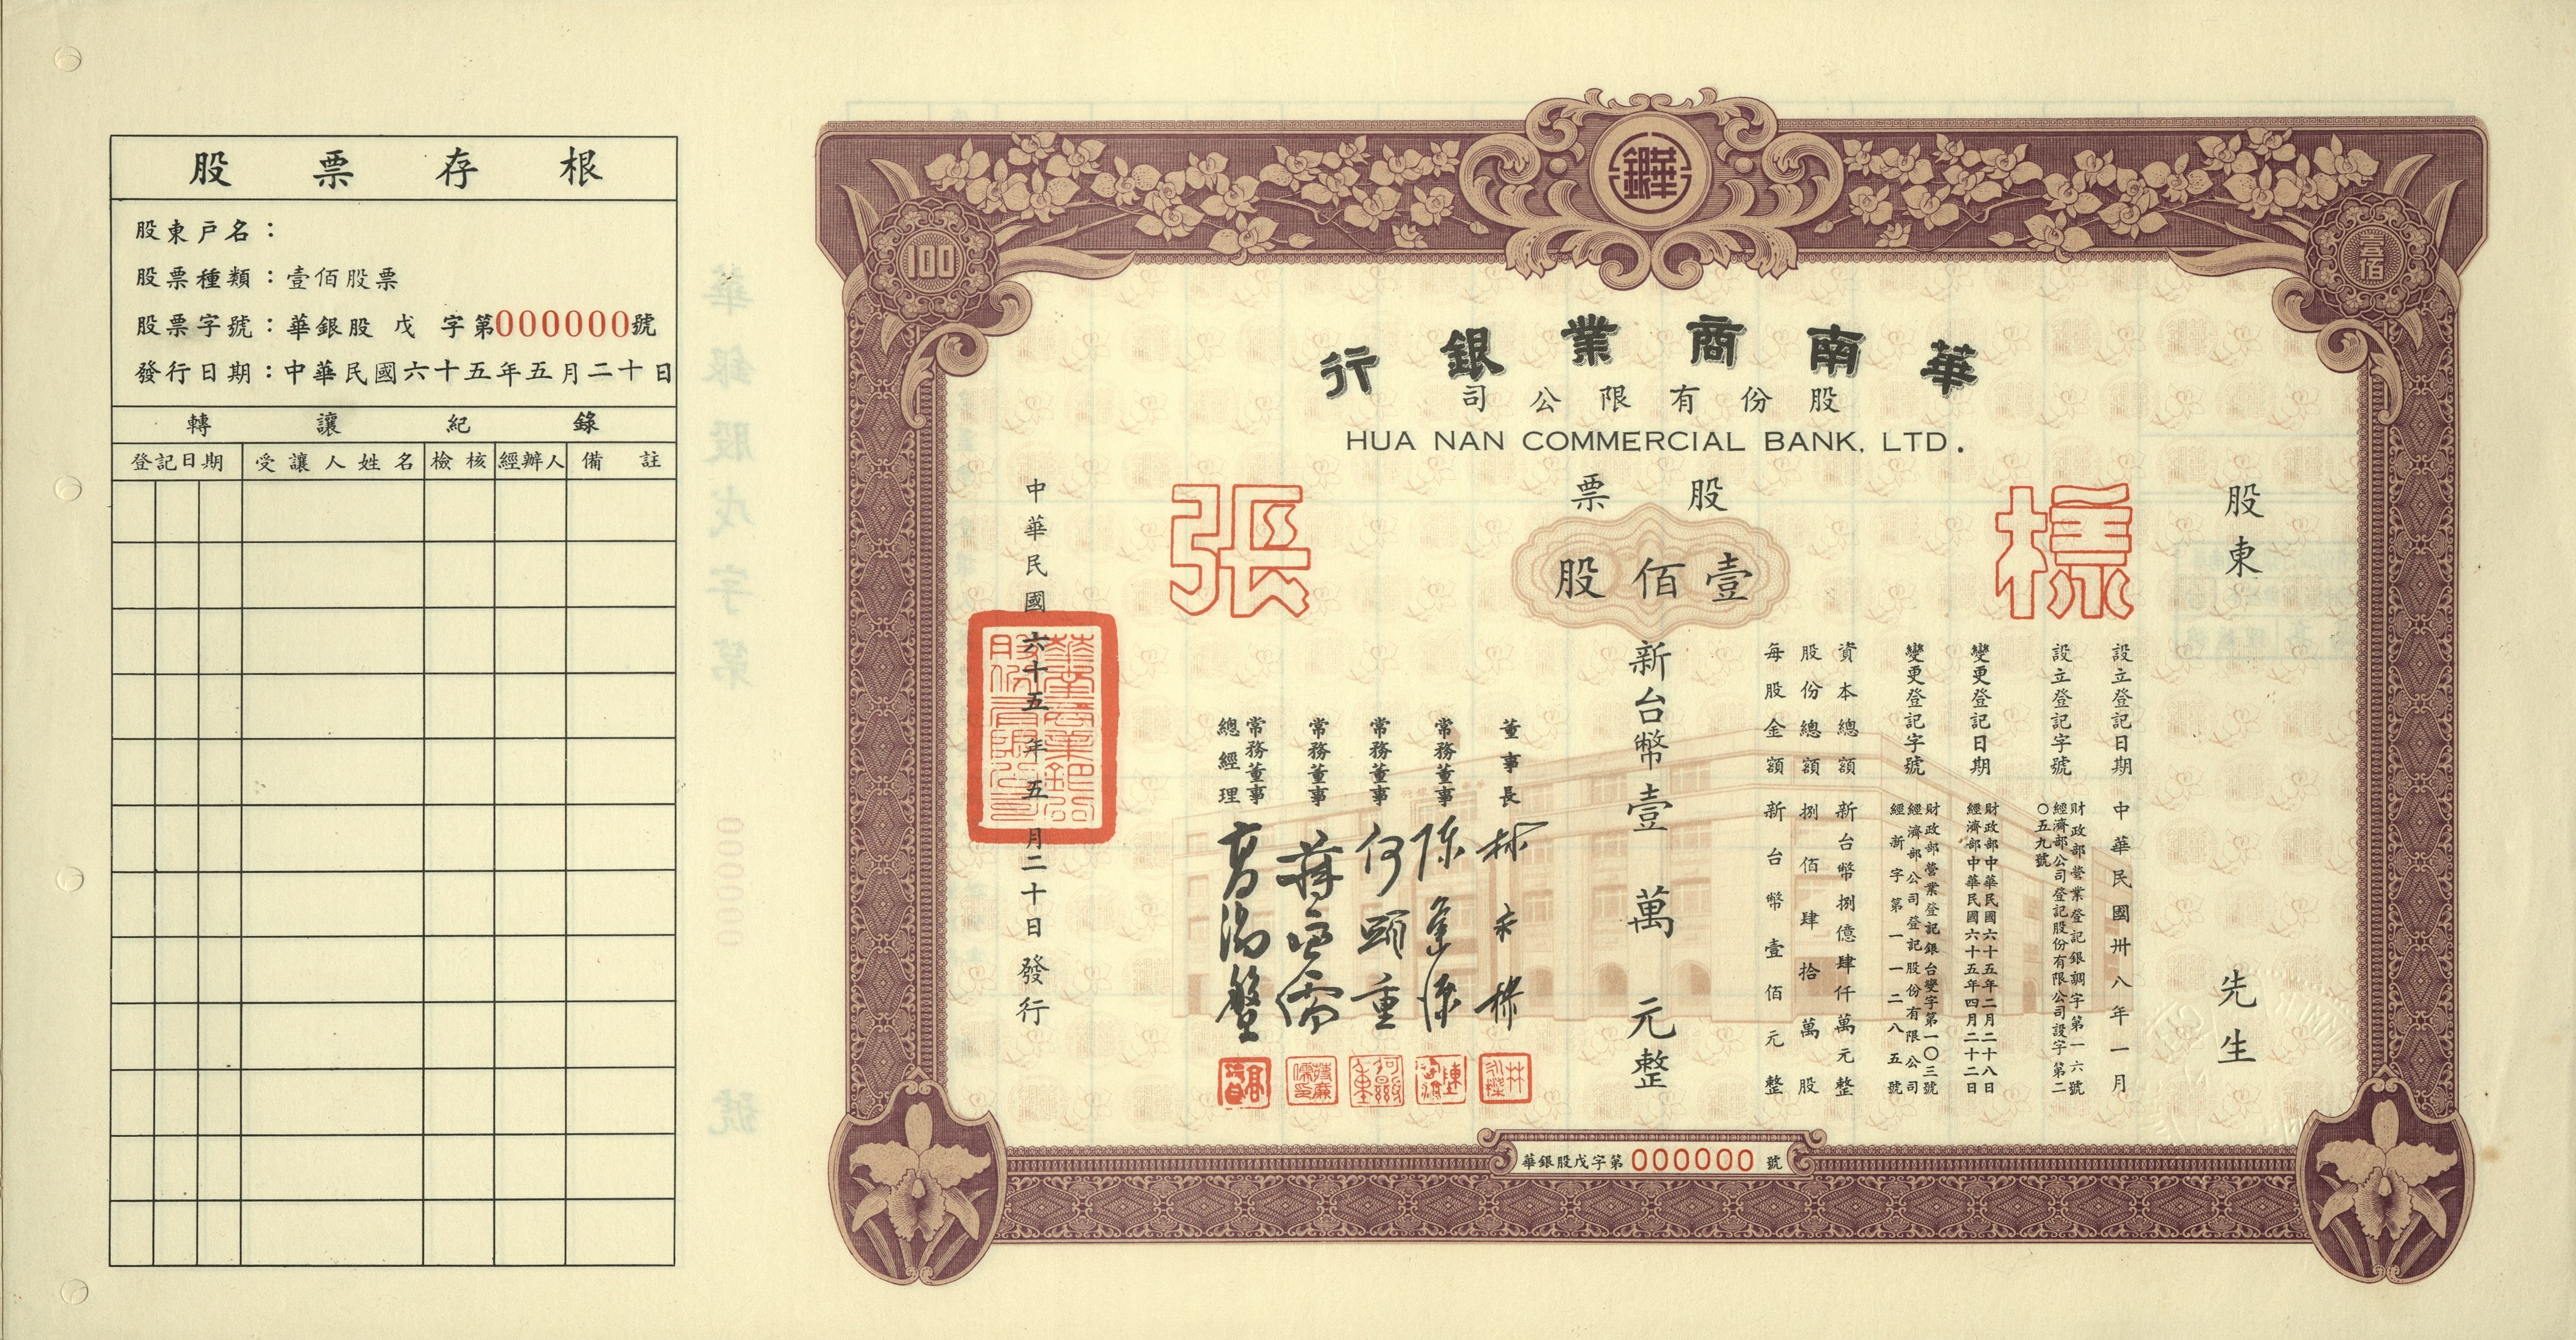 股票存根
股東戶名：
股票種類：壹佰股票
股票字號：華銀股 戊 字第000000號
發行日期：中華民國六十五年五月二十日
轉讓紀錄
登記日期 受讓人姓名 檢核 經辦人 備註
100
壹佰
華南商業銀行
股份有限公司
HUA NAN COMMERCIAL BANK, LTD.
股票
樣張
壹佰股
股東
先生
設立登記日期 中華民國卅八年一月
設立登記字號 財政部營業登記銀調字第一六號
經濟部公司登記股份有限公司設字第二〇五九號
變更登記日期 財政部中華民國六十五年二月二十八日
經濟部中華民國六十五年四月二十二日
變更登記字號 財政部營業登記銀台變字第一〇三號
經濟部公司登記股份有限公司
經新字第一一二八五號
資本總額 新台幣捌億肆仟萬元整
股份總額 捌佰肆拾萬股
每股金額 新台幣壹佰元整
新台幣壹萬元整
董事長
常務董事
常務董事 何顯重
常務董事
常務董事
總經理
中華民國六十五年五月二十日發行
華銀股戊字第000000號